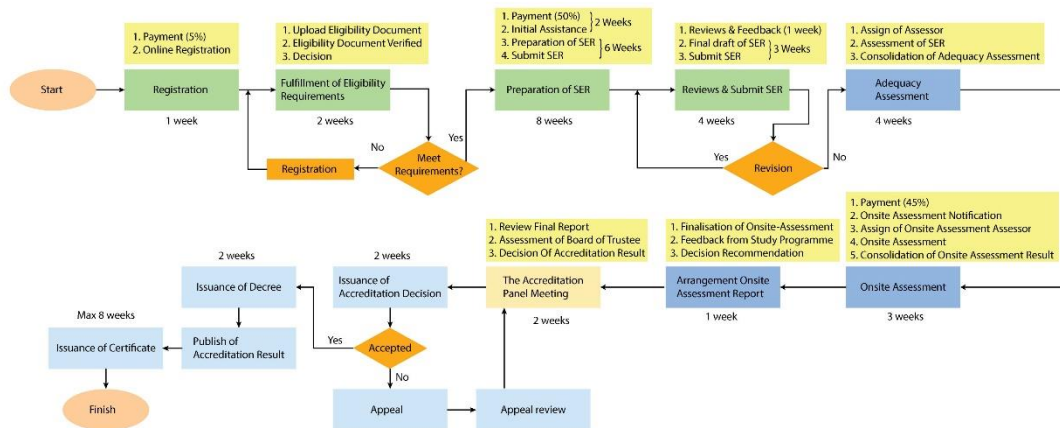 1. Payment (5%)
2. Online Registration
1. Upload Eligibility Document
2. Eligibility Document Verified
3. Decision
1. Payment (50%)
2. Initial Assistance
2 Weeks
3. Preparation of SER
4. Submit SER
6 Weeks
1. Reviews & Feedback (1 week)
2. Final draft of SER
3. Submit SER
3 Weeks
1. Assign of Assessor
2. Assessment of SER
3. Consolidation of Adequacy Assessment
Start
Registration
1 week
Fulfillment of Eligibility
Requirements
2 weeks
Preparation of SER
8 weeks
Reviews & Submit SER
4 weeks
Adequacy
Assessment
4 weeks
No
Yes
Registration
Meet
Requirements?
Yes
No
Revision
1. Payment (45%)
2. Onsite Assessment Notification
3. Assign of Onsite Assessment Assessor
4. Onsite Assessment
5. Consolidation of Onsite Assessment Result
1. Finalisation of Onsite-Assessment
2. Feedback from Study Programme
3. Decision Recommendation
1. Review Final Report
2. Assessment of Board of Trustee
3. Decision Of Accreditation Result
Onsite Assessment
3 weeks
Arrangement Onsite
Assessment Report
1 week
The Accreditation
Panel Meeting
2 weeks
2 weeks
Issuance of
Accreditation Decision
2 weeks
Issuance of Decree
Accepted
Yes
No
Publish of
Accreditation Result
Max 8 weeks
Issuance of Certificate
Finish
Appeal
Appeal review